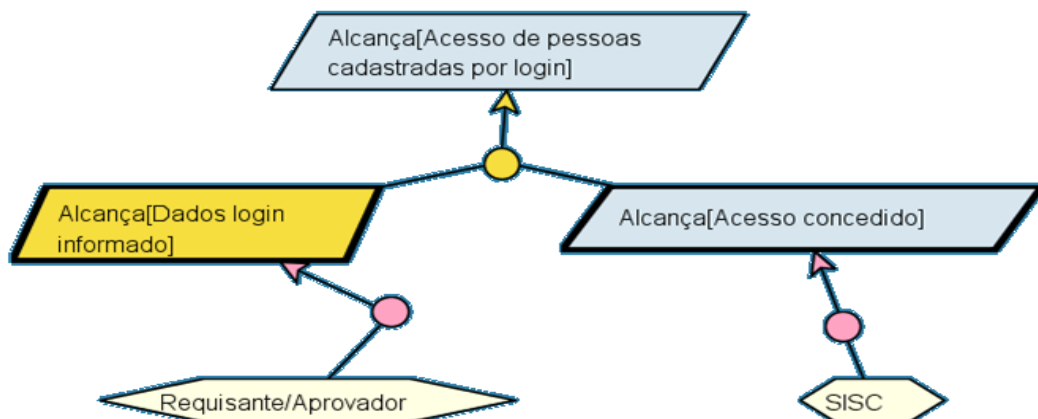 Alcança[Acesso de pessoas
cadastradas por login]
Alcança[Dados login
informado]
Alcança[Acesso concedido]
Requisante/Aprovador
SISC